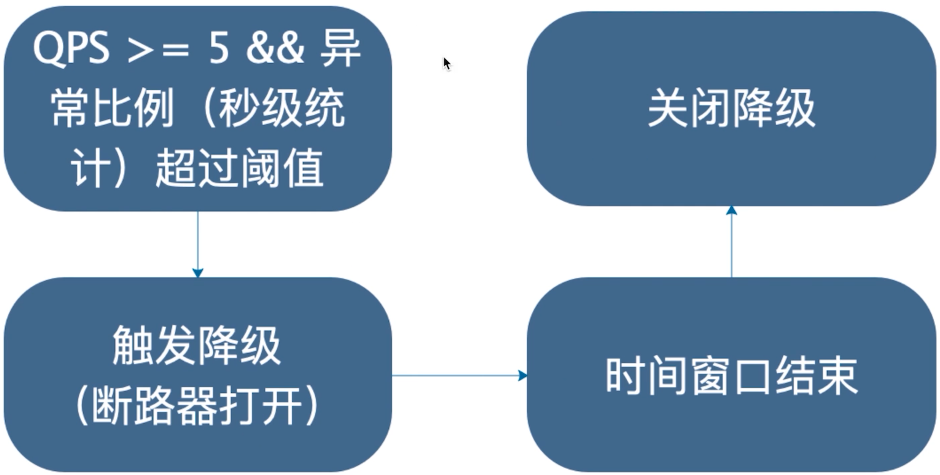 QPS >= 5 && 异
常比例（秒级统
计）超过阈值
触发降级
（断路器打开）
时间窗口结束
关闭降级